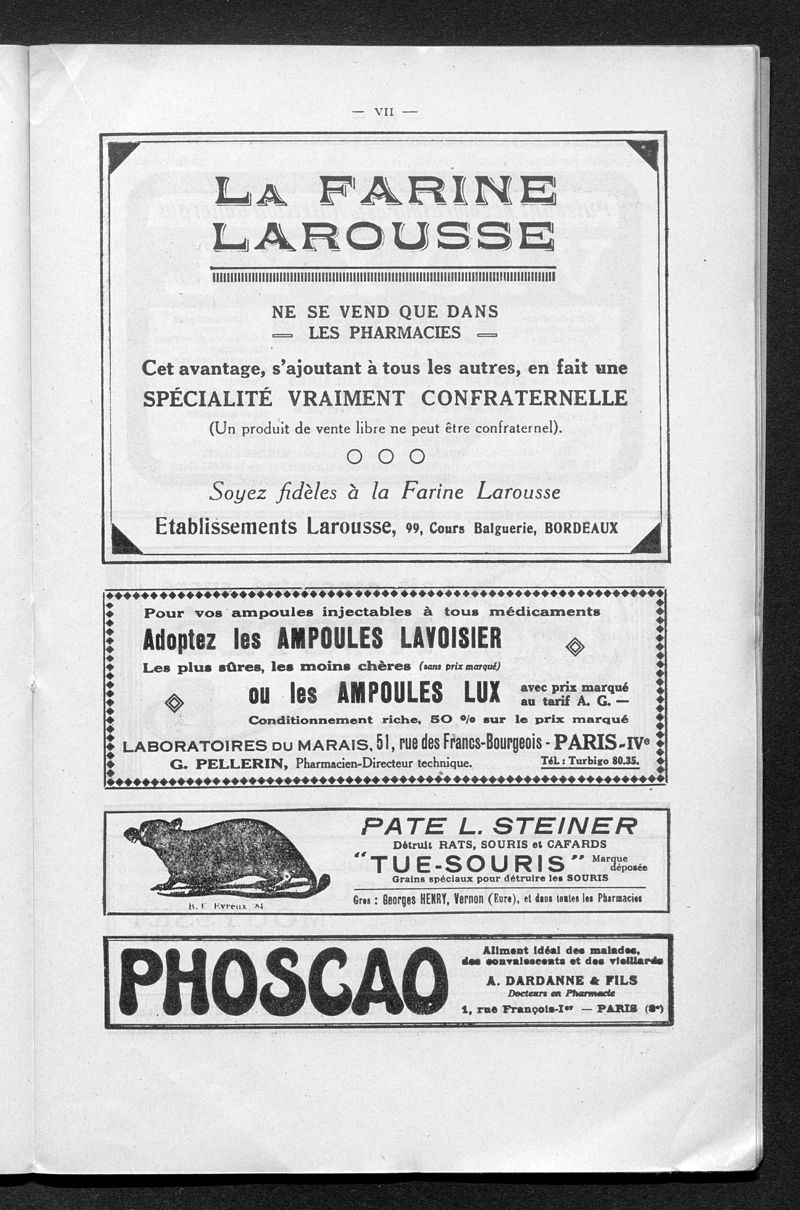 — VII —
LA FARINE
LAROUSSE
NE SE VEND QUE DANS
LES PHARMACIES
Cet avantage, s'ajoutant à tous les autres, en fait une
SPÉCIALITÉ VRAIMENT CONFRATERNELLE
(Un produit de vente libre ne peut être confraternel).
Soyez fidèles à la Farine Larousse
Etablissements Larousse, 99, Cours Balguerie, BORDEAUX
Pour vos ampoules injectables à tous médicaments
Adoptez les AMPOULES LAVOISIER
Les plus sûres, les moins chères (sans prix marqué)
ou les AMPOULES LUX avec prix marqué
au tarif A. G. —
Conditionnement riche, 50 % sur le prix marqué
LABORATOIRES DU MARAIS, 51, rue des Francs-Bourgeois - PARIS-IVe
G. PELLERIN, Pharmacien-Directeur technique. Tél. : Turbigo 80.35.
PATE L. STEINER
Détruit RATS, SOURIS et CAFARDS
"TUE-SOURIS" Marque
déposée
Grains spéciaux pour détruire les SOURIS
Gros : Georges HENRY, Vernon (Eure), et dans toutes les Pharmacies
R. C. Evreux 84
PHOSCAO
Aliment idéal des malades,
des convalescents et des vieillards
A. DARDANNE & FILS
Docteurs en Pharmacie
1, rue François-Ier — PARIS (8e)